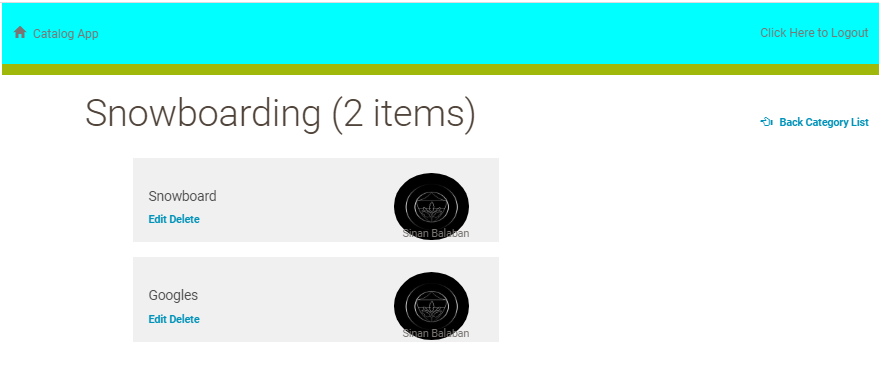 Catalog App
Click Here to Logout
Snowboarding (2 items)
Back Category List
Snowboard
Edit Delete
Sinan Balaban
Googles
Edit Delete
Sinan Balaban